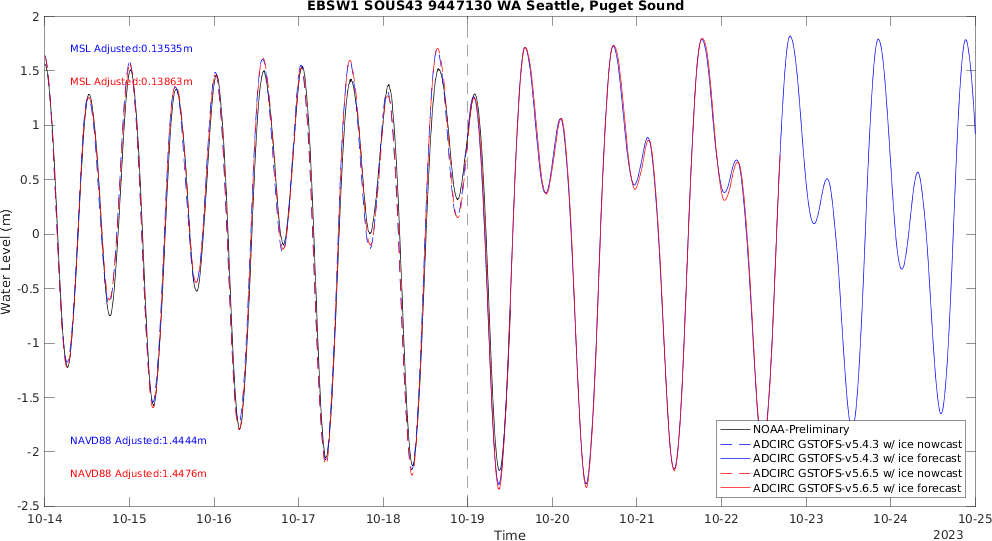 EBSW1 SOUS43 9447130 WA Seattle, Puget Sound
2
1.5
1
0.5
0
-0.5
-1
-1.5
-2
-2.5
Water Level (m)
MSL Adjusted:0.13535m
MSL Adjusted:0.13863m
NAVD88 Adjusted:1.4444m
NAVD88 Adjusted:1.4476m
NOAA-Preliminary
ADCIRC GSTOFS-v5.4.3 w/ ice nowcast
ADCIRC GSTOFS-v5.4.3 w/ ice forecast
ADCIRC GSTOFS-v5.6.5 w/ ice nowcast
ADCIRC GSTOFS-v5.6.5 w/ ice forecast
10-14 10-15 10-16 10-17 10-18 10-19 10-20 10-21 10-22 10-23 10-24 10-25
Time
2023